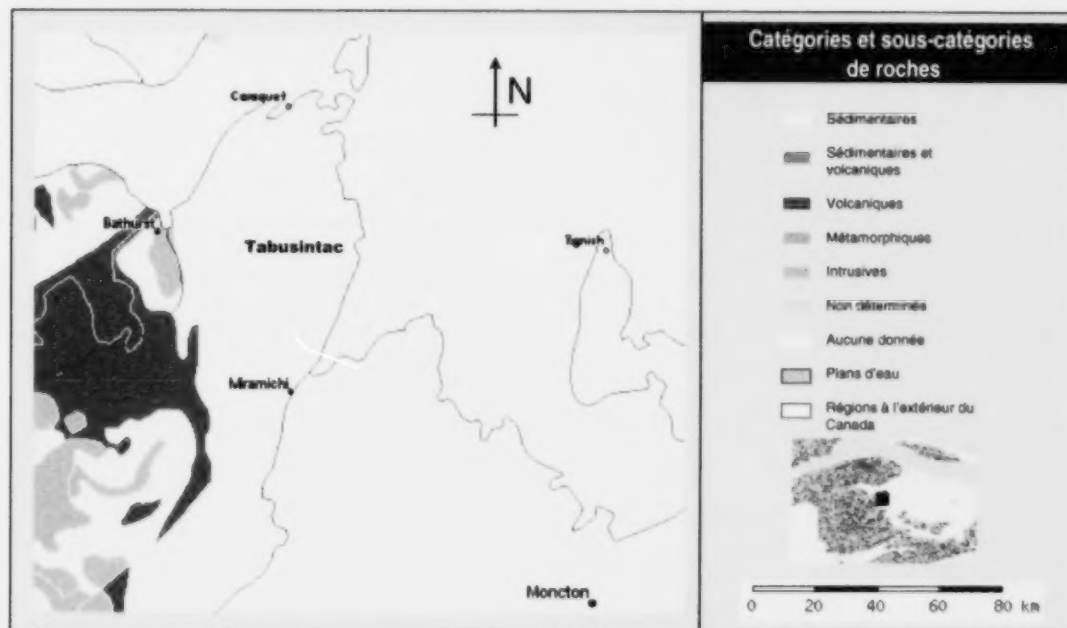 Caraquet
N
Bathurst
Tabusintac
Tignish
Miramichi
Moncton
Catégories et sous-catégories
de roches
Sédimentaires
Sédimentaires et
volcaniques
Volcaniques
Métamorphiques
Intrusives
Non déterminée
Aucune donnée
Plans d'eau
Régions à l'extérieur du
Canada
0 20 40 60 80 km